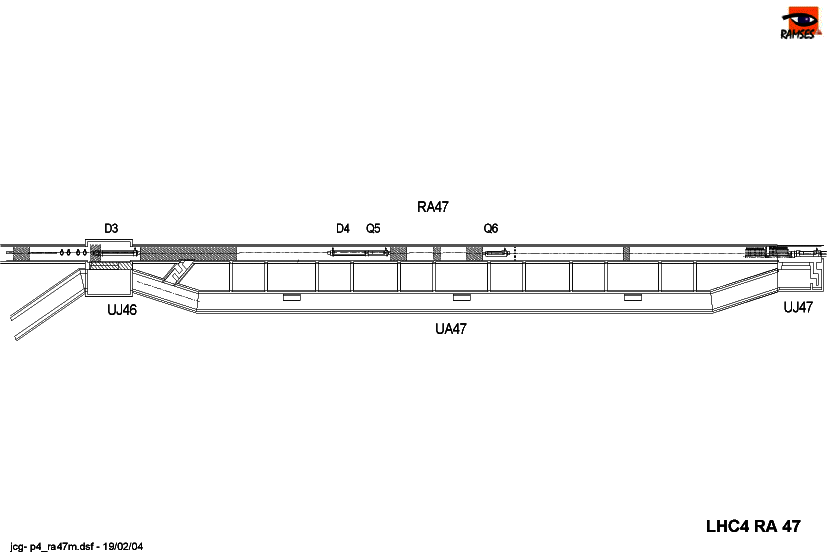 RAMSES
RA47
D3
D4
Q5
Q6
UJ46
UA47
UJ47
LHC4 RA 47
jcg- p4_ra47m.dsf - 19/02/04